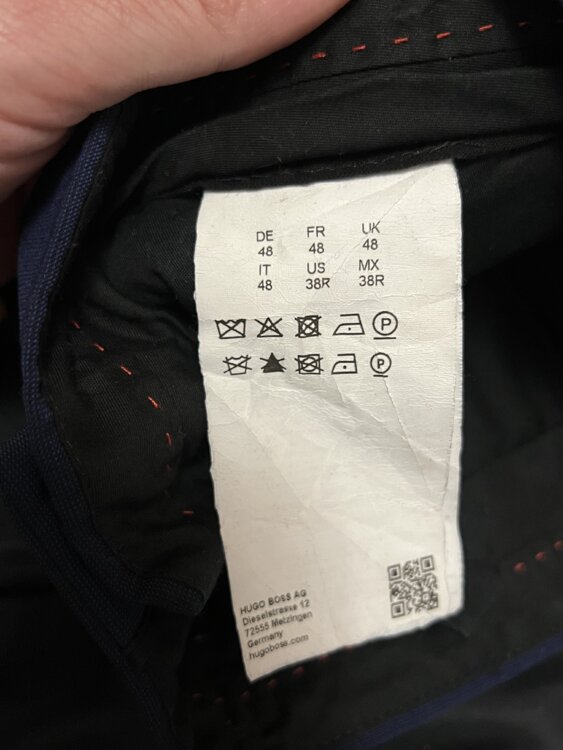 DE FR UK
48 48 48
IT US MX
48 38R 38R
P
P
HUGO BOSS AG
Dieselstrasse 12
72555 Metzingen
Germany
hugoboss.com